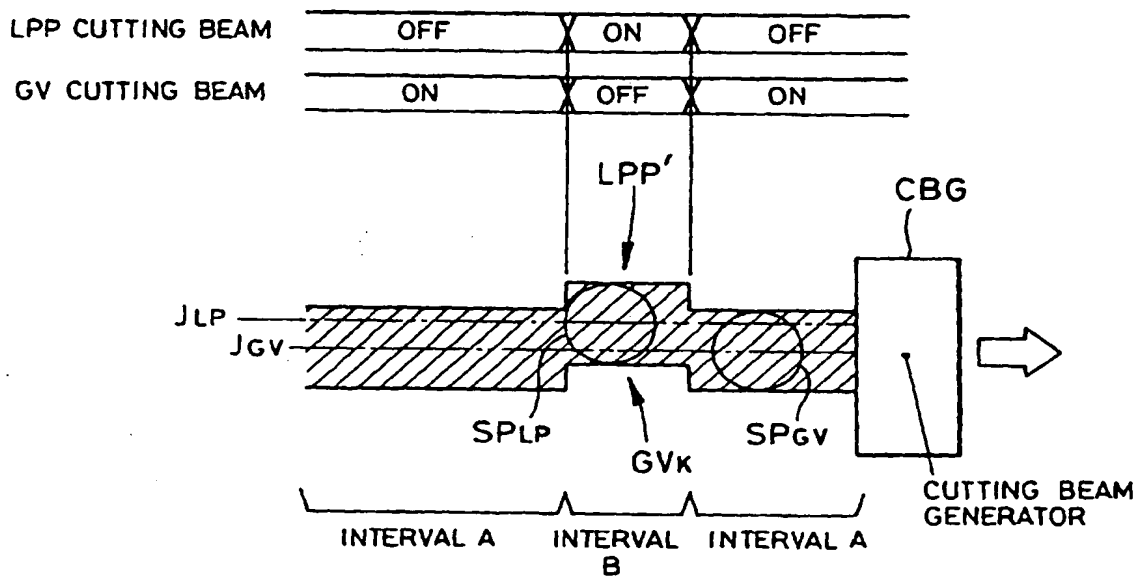 LPP CUTTING BEAM OFF ON OFF
GV CUTTING BEAM ON OFF ON
LPP′
CBG
JLP
JGV
SPLP
SPGV
GVK
CUTTING BEAM
GENERATOR
INTERVAL A INTERVAL INTERVAL A
B